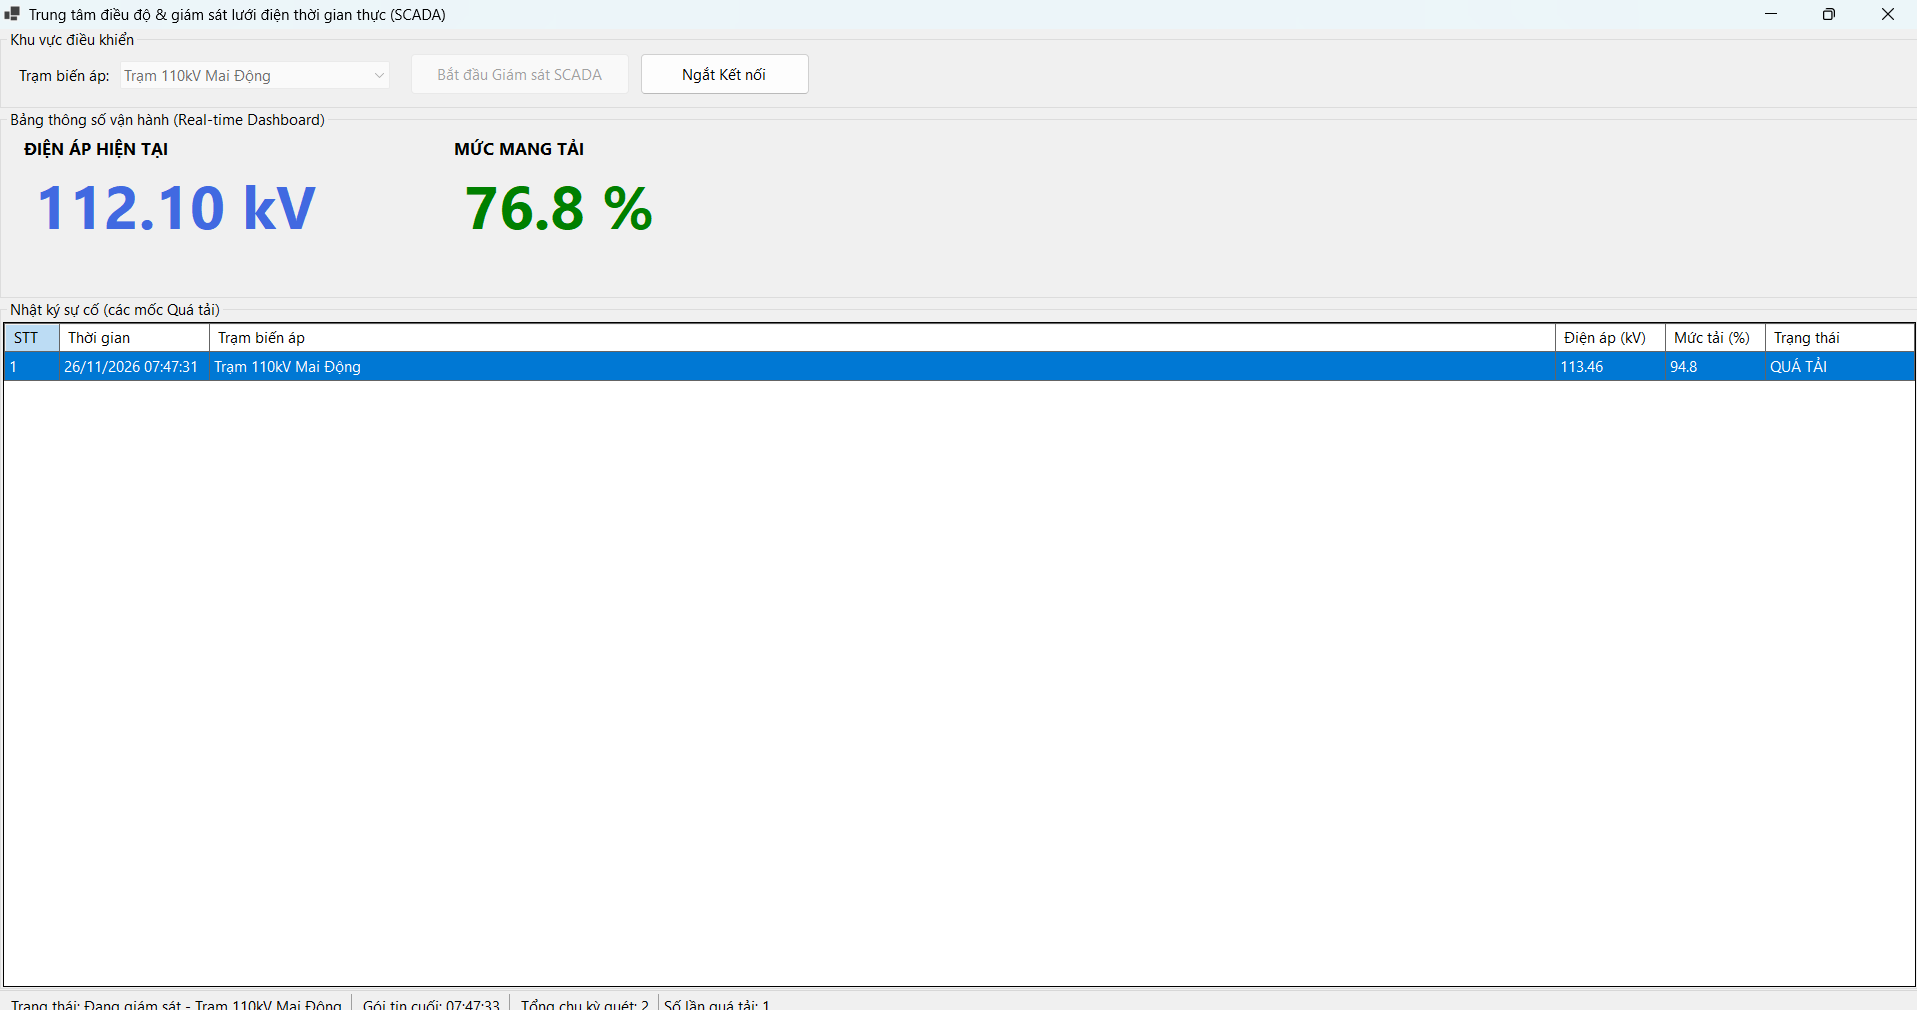 Trung tâm điều độ & giám sát lưới điện thời gian thực (SCADA)
Khu vực điều khiển
Trạm biến áp: Trạm 110kV Mai Động Bắt đầu Giám sát SCADA Ngắt Kết nối
Bảng thông số vận hành (Real-time Dashboard)
ĐIỆN ÁP HIỆN TẠI MỨC MANG TẢI
112.10 kV 76.8 %
Nhật ký sự cố (các mốc Quá tải)
STT Thời gian Trạm biến áp Điện áp (kV) Mức tải (%) Trạng thái
1 26/11/2026 07:47:31 Trạm 110kV Mai Động 113.46 94.8 QUÁ TẢI
Trạng thái: Đang giám sát - Trạm 110kV Mai Động Gói tin cuối: 07:47:33 Tổng chu kỳ quét: 2 Số lần quá tải: 1